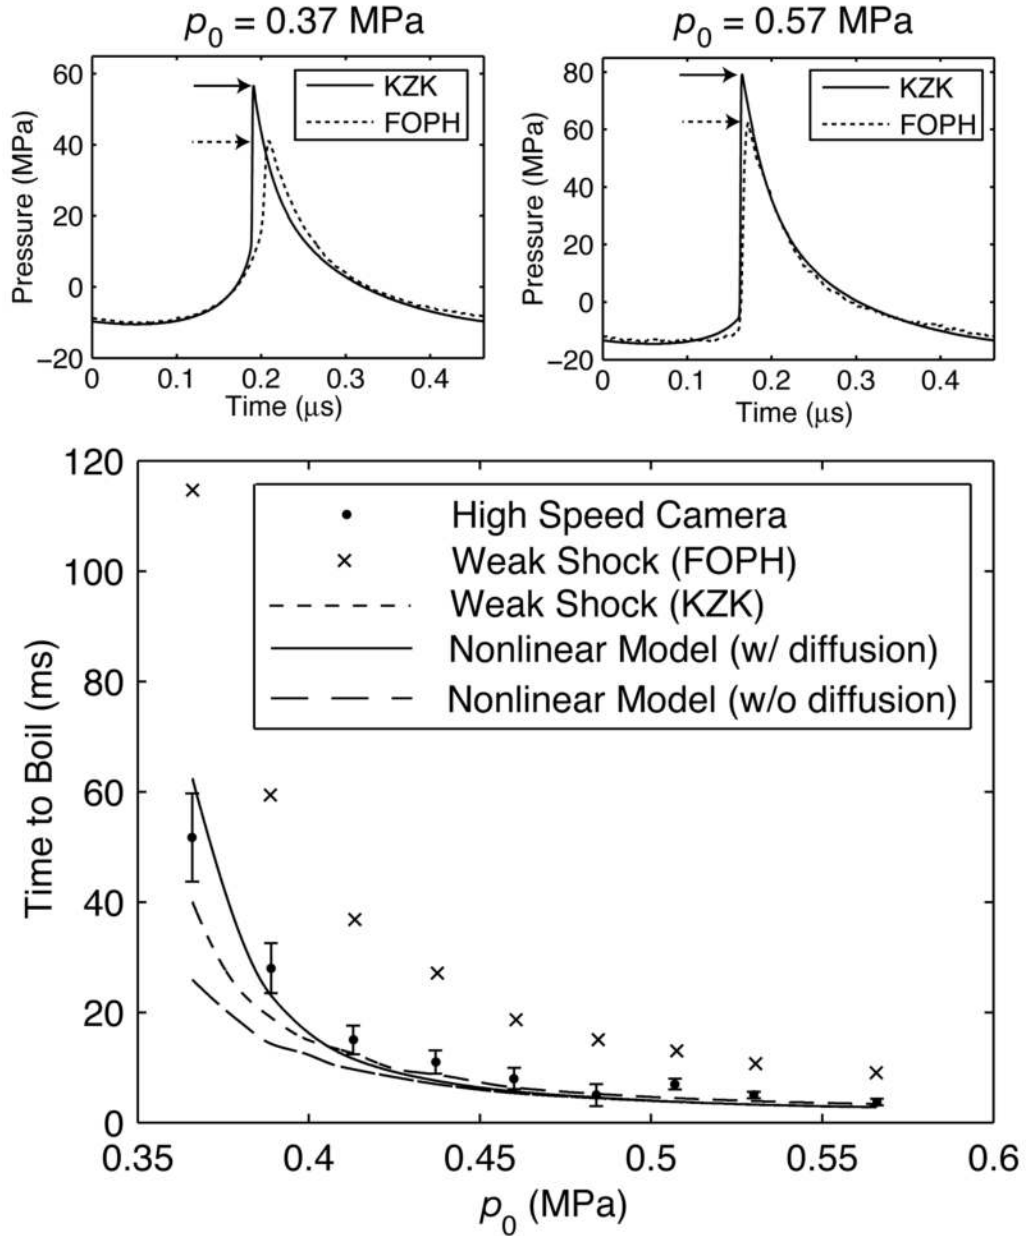 p0 = 0.37 MPa
60
40
20
0
−20
Pressure (MPa)
KZK
FOPH
0 0.1 0.2 0.3 0.4
Time (μs)
p0 = 0.57 MPa
80
60
40
20
0
−20
Pressure (MPa)
KZK
FOPH
0 0.1 0.2 0.3 0.4
Time (μs)
120
100
80
60
40
20
0
Time to Boil (ms)
High Speed Camera
Weak Shock (FOPH)
Weak Shock (KZK)
Nonlinear Model (w/ diffusion)
Nonlinear Model (w/o diffusion)
0.35 0.4 0.45 0.5 0.55 0.6
p0 (MPa)